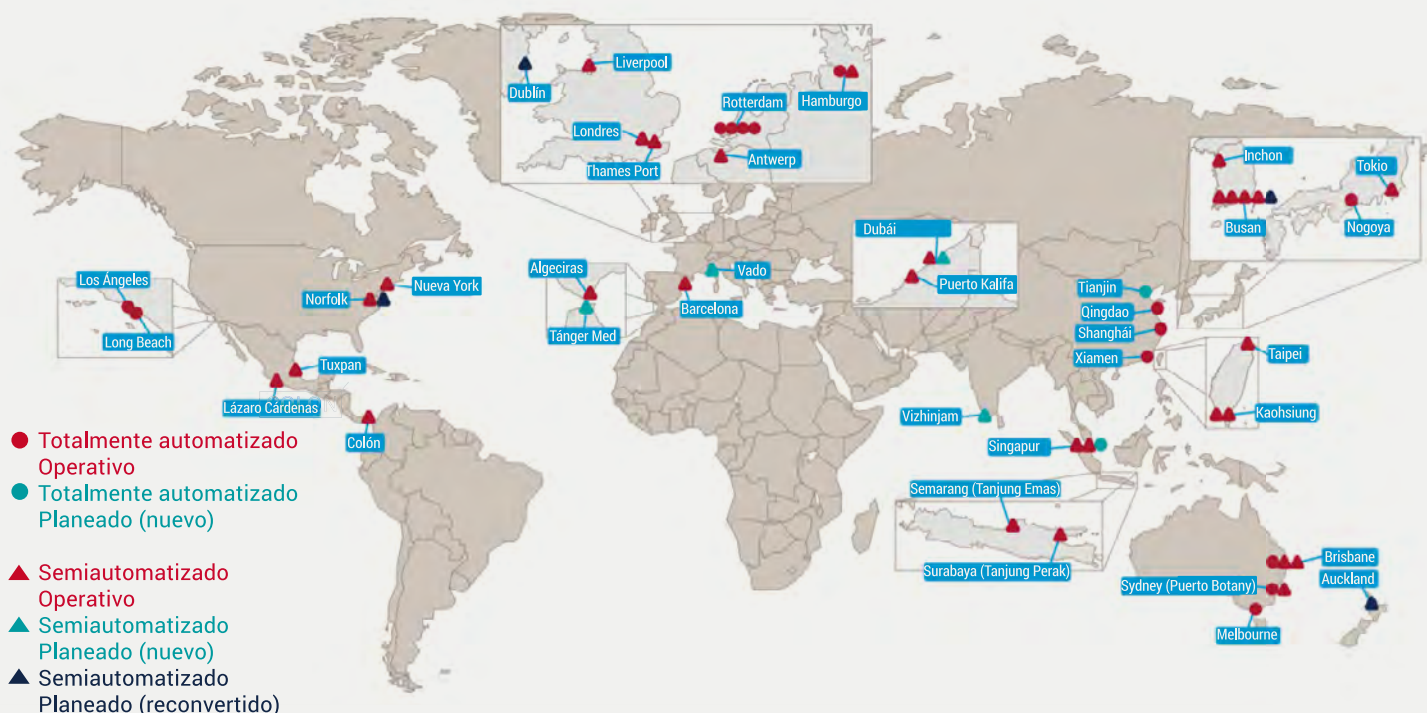 Liverpool
Dublín
Rotterdam
Hamburgo
Londres
Thames Port
Antwerp
Inchon
Tokio
Busan
Nogoya
Dubái
Puerto Kalifa
Los Ángeles
Long Beach
Nueva York
Norfolk
Algeciras
Tánger Med
Vado
Barcelona
Tianjin
Qingdao
Shanghái
Xiamen
Taipei
Kaohsiung
Tuxpan
Lázaro Cárdenas
Colón
Vizhinjam
Singapur
Semarang (Tanjung Emas)
Surabaya (Tanjung Perak)
Brisbane
Auckland
Sydney (Puerto Botany)
Melbourne
Totalmente automatizado
Operativo
Totalmente automatizado
Planeado (nuevo)
Semiautomatizado
Operativo
Semiautomatizado
Planeado (nuevo)
Semiautomatizado
Planeado (reconvertido)